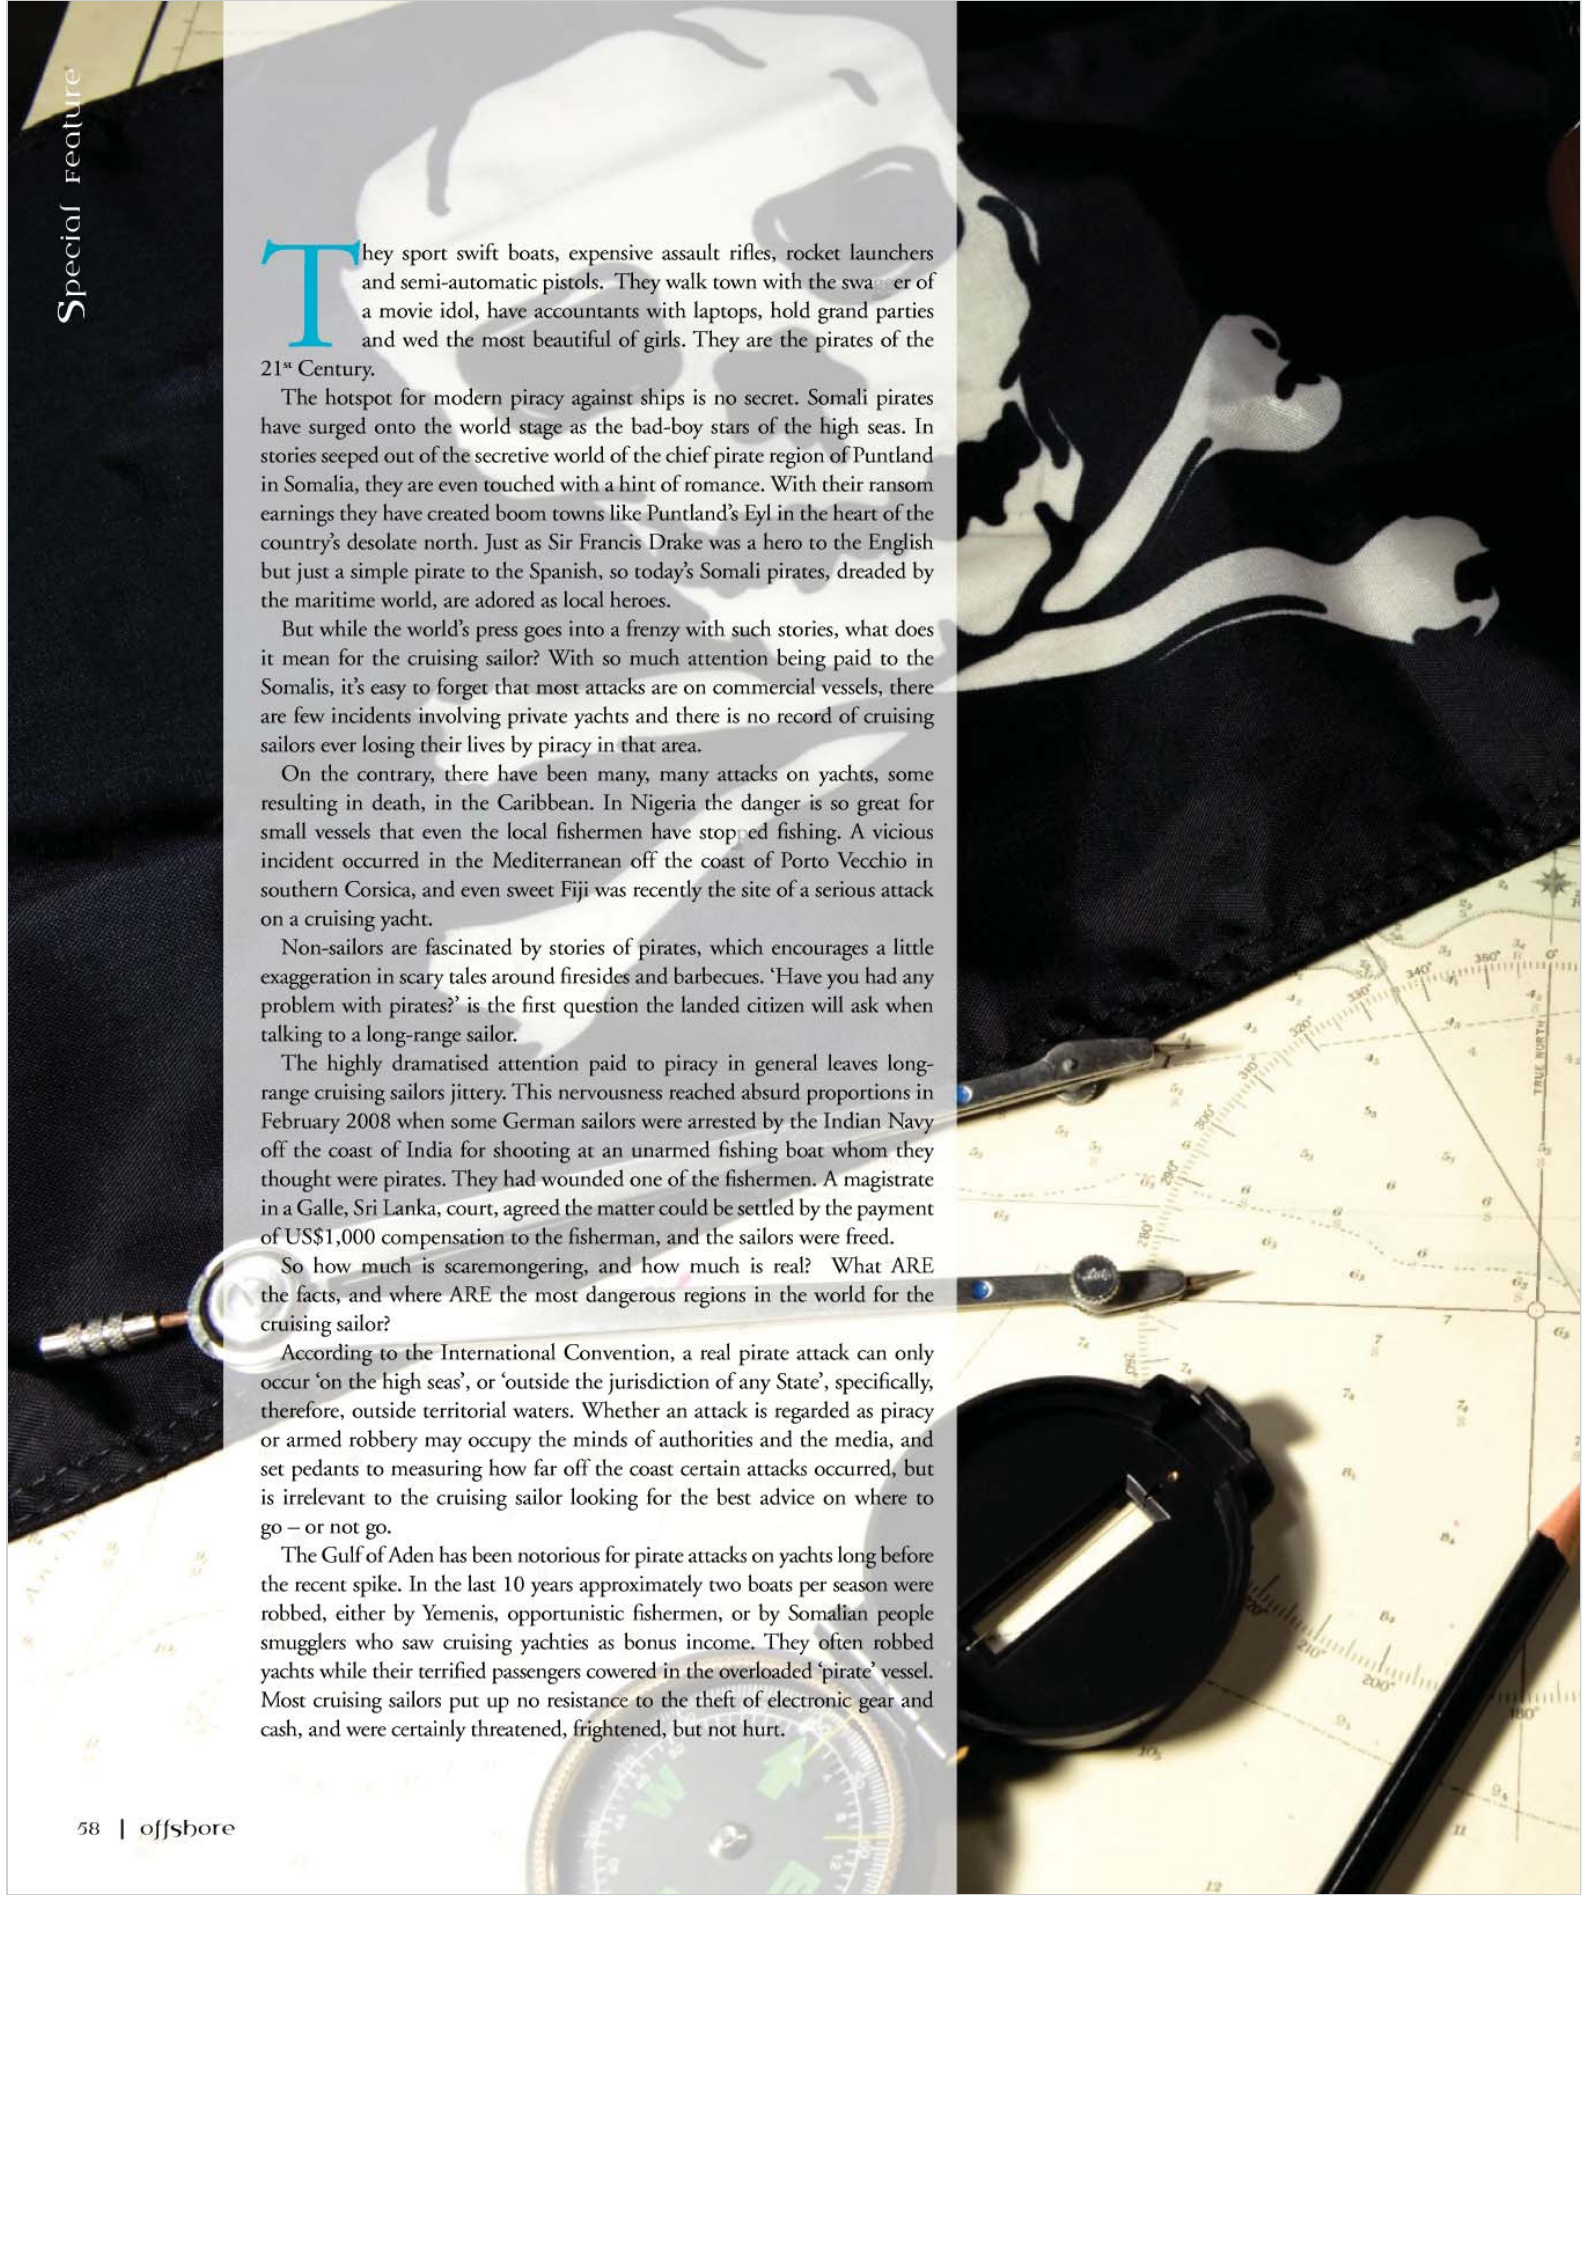 Special Feature
They sport swift boats, expensive assault rifles, rocket launchers
and semi-automatic pistols. They walk town with the swa er of
a movie idol, have accountants with laptops, hold grand parties
and wed the most beautiful of girls. They are the pirates of the
21st Century.
The hotspot for modern piracy against ships is no secret. Somali pirates
have surged onto the world stage as the bad-boy stars of the high seas. In
stories seeped out of the secretive world of the chief pirate region of Puntland
in Somalia, they are even touched with a hint of romance. With their ransom
earnings they have created boom towns like Puntland's Eyl in the heart of the
country's desolate north. Just as Sir Francis Drake was a hero to the English
but just a simple pirate to the Spanish, so today's Somali pirates, dreaded by
the maritime world, are adored as local heroes.
But while the world's press goes into a frenzy with such stories, what does
it mean for the cruising sailor? With so much attention being paid to the
Somalis, it's easy to forget that most attacks are on commercial vessels, there
are few incidents involving private yachts and there is no record of cruising
sailors ever losing their lives by piracy in that area.
On the contrary, there have been many, many attacks on yachts, some
resulting in death, in the Caribbean. In Nigeria the danger is so great for
small vessels that even the local fishermen have stopped fishing. A vicious
incident occurred in the Mediterranean off the coast of Porto Vecchio in
southern Corsica, and even sweet Fiji was recently the site of a serious attack
on a cruising yacht.
Non-sailors are fascinated by stories of pirates, which encourages a little
exaggeration in scary tales around firesides and barbecues. 'Have you had any
problem with pirates?' is the first question the landed citizen will ask when
talking to a long-range sailor.
The highly dramatised attention paid to piracy in general leaves long-
range cruising sailors jittery. This nervousness reached absurd proportions in
February 2008 when some German sailors were arrested by the Indian Navy
off the coast of India for shooting at an unarmed fishing boat whom they
thought were pirates. They had wounded one of the fishermen. A magistrate
in a Galle, Sri Lanka, court, agreed the matter could be settled by the payment
of US$1,000 compensation to the fisherman, and the sailors were freed.
So how much is scaremongering, and how much is real? What ARE
the facts, and where ARE the most dangerous regions in the world for the
cruising sailor?
According to the International Convention, a real pirate attack can only
occur 'on the high seas', or 'outside the jurisdiction of any State', specifically,
therefore, outside territorial waters. Whether an attack is regarded as piracy
or armed robbery may occupy the minds of authorities and the media, and
set pedants to measuring how far off the coast certain attacks occurred, but
is irrelevant to the cruising sailor looking for the best advice on where to
go – or not go.
The Gulf of Aden has been notorious for pirate attacks on yachts long before
the recent spike. In the last 10 years approximately two boats per season were
robbed, either by Yemenis, opportunistic fishermen, or by Somalian people
smugglers who saw cruising yachties as bonus income. They often robbed
yachts while their terrified passengers cowered in the overloaded 'pirate' vessel.
Most cruising sailors put up no resistance to the theft of electronic gear and
cash, and were certainly threatened, frightened, but not hurt.
58 | offshore
TRUE NORTH
360°
340°
330°
320°
310°
300°
290°
280°
210°
200°
180°
W
E